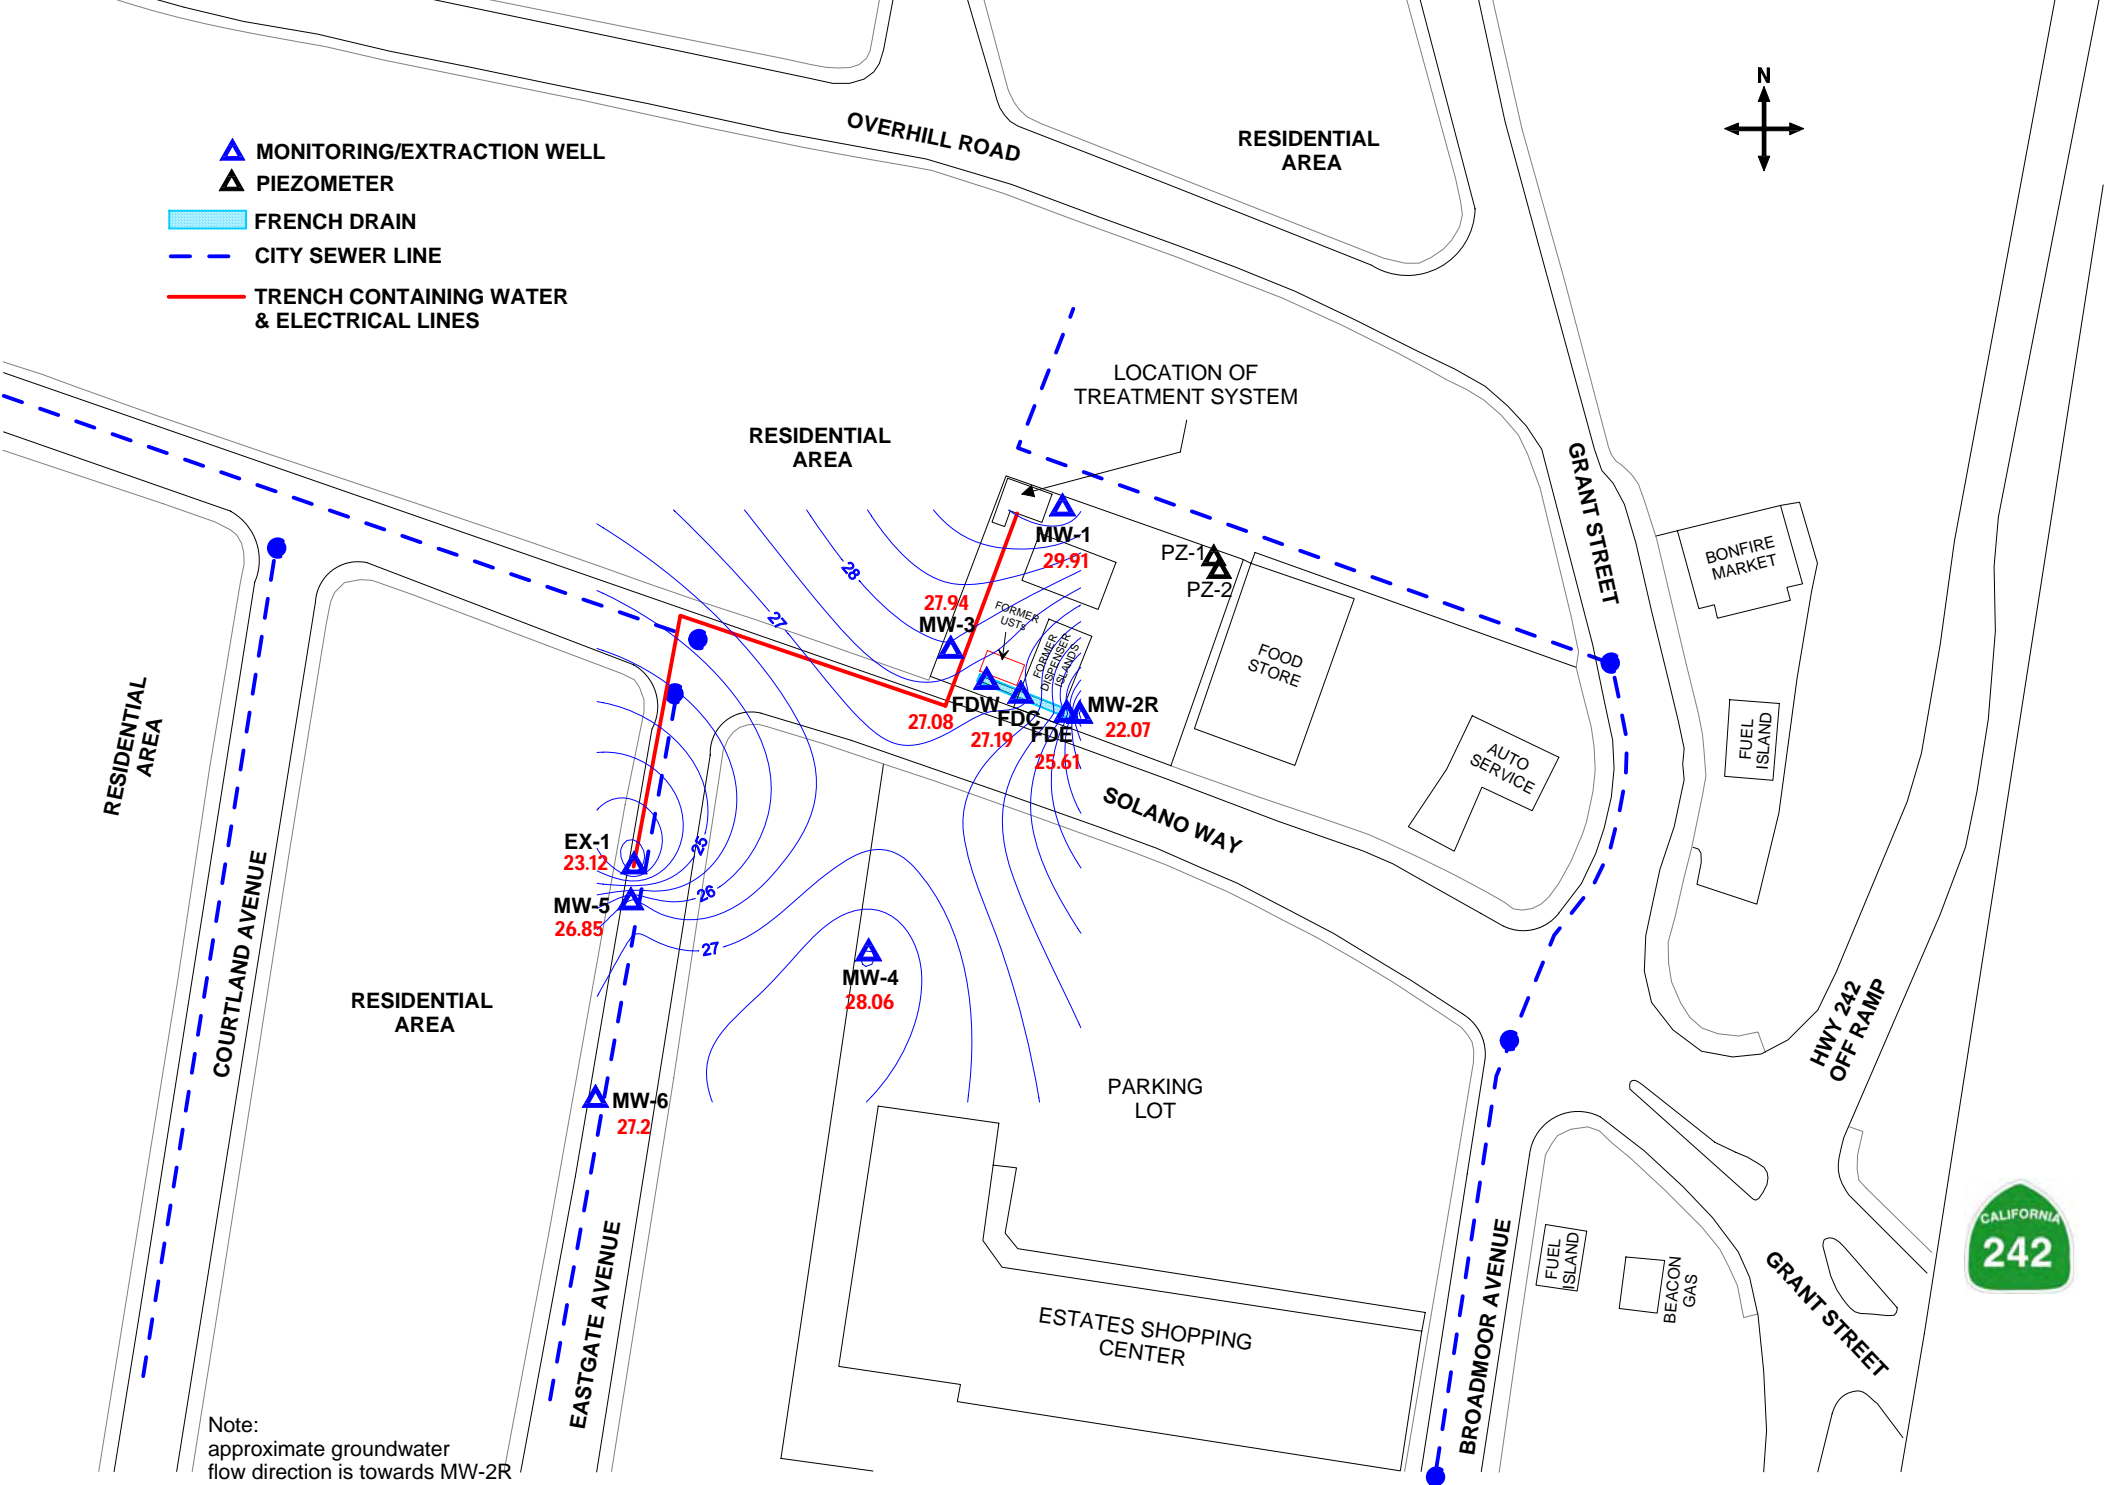 N
MONITORING/EXTRACTION WELL
PIEZOMETER
FRENCH DRAIN
CITY SEWER LINE
TRENCH CONTAINING WATER
& ELECTRICAL LINES
OVERHILL ROAD
RESIDENTIAL
AREA
LOCATION OF
TREATMENT SYSTEM
RESIDENTIAL
AREA
GRANT STREET
BONFIRE
MARKET
MW-1
29.91
PZ-1
PZ-2
28
27
27.94
MW-3
FORMER
USTs
FORMER
DISPENSER
ISLANDS
FOOD
STORE
FDW
FDC
FDE
MW-2R
22.07
27.08
27.19
25.61
FUEL
ISLAND
AUTO
SERVICE
SOLANO WAY
RESIDENTIAL
AREA
EX-1
23.12
25
26
27
MW-5
26.85
MW-4
28.06
COURTLAND AVENUE
RESIDENTIAL
AREA
HWY 242
OFF RAMP
MW-6
27.2
PARKING
LOT
EASTGATE AVENUE
ESTATES SHOPPING
CENTER
BROADMOOR AVENUE
FUEL
ISLAND
BEACON
GAS
GRANT STREET
CALIFORNIA
242
Note:
approximate groundwater
flow direction is towards MW-2R